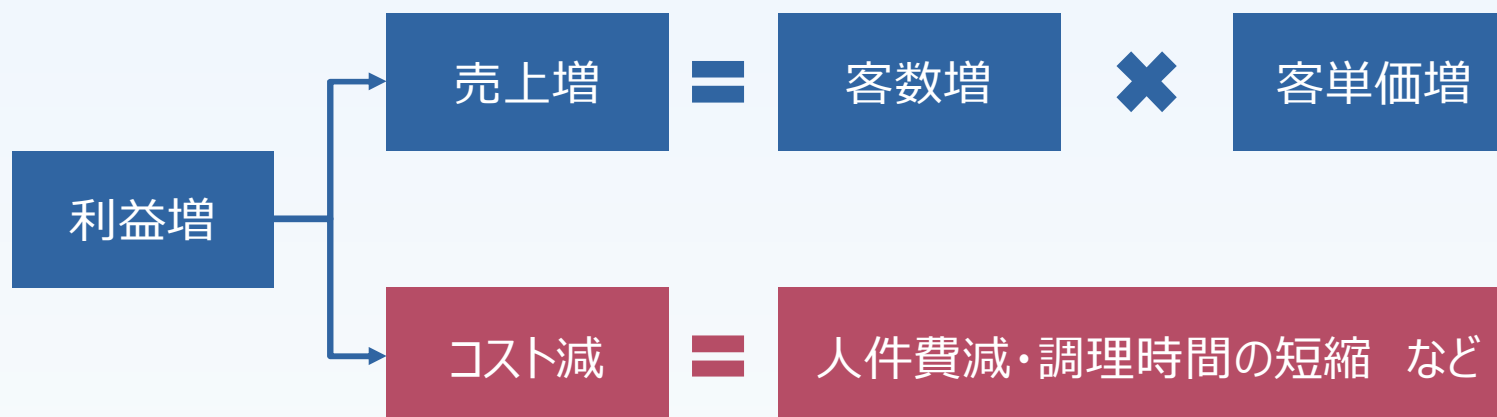 売上増
客数増
客単価増
利益増
コスト減
人件費減・調理時間の短縮　など